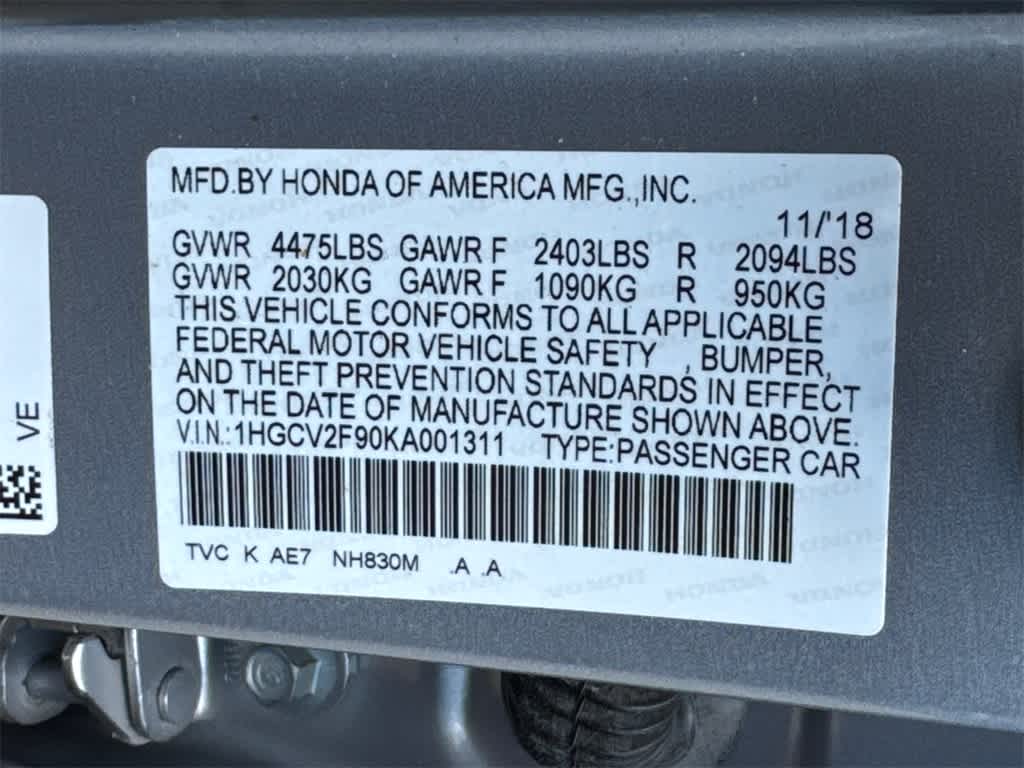 MFD.BY HONDA OF AMERICA MFG.,INC.
11/'18
GVWR 4475LBS GAWR F 2403LBS R 2094LBS
GVWR 2030KG GAWR F 1090KG R 950KG
THIS VEHICLE CONFORMS TO ALL APPLICABLE
FEDERAL MOTOR VEHICLE SAFETY , BUMPER,
AND THEFT PREVENTION STANDARDS IN EFFECT
ON THE DATE OF MANUFACTURE SHOWN ABOVE.
V.I.N.:1HGCV2F90KA001311 TYPE:PASSENGER CAR
TVC K AE7 NH830M .A .A
VE